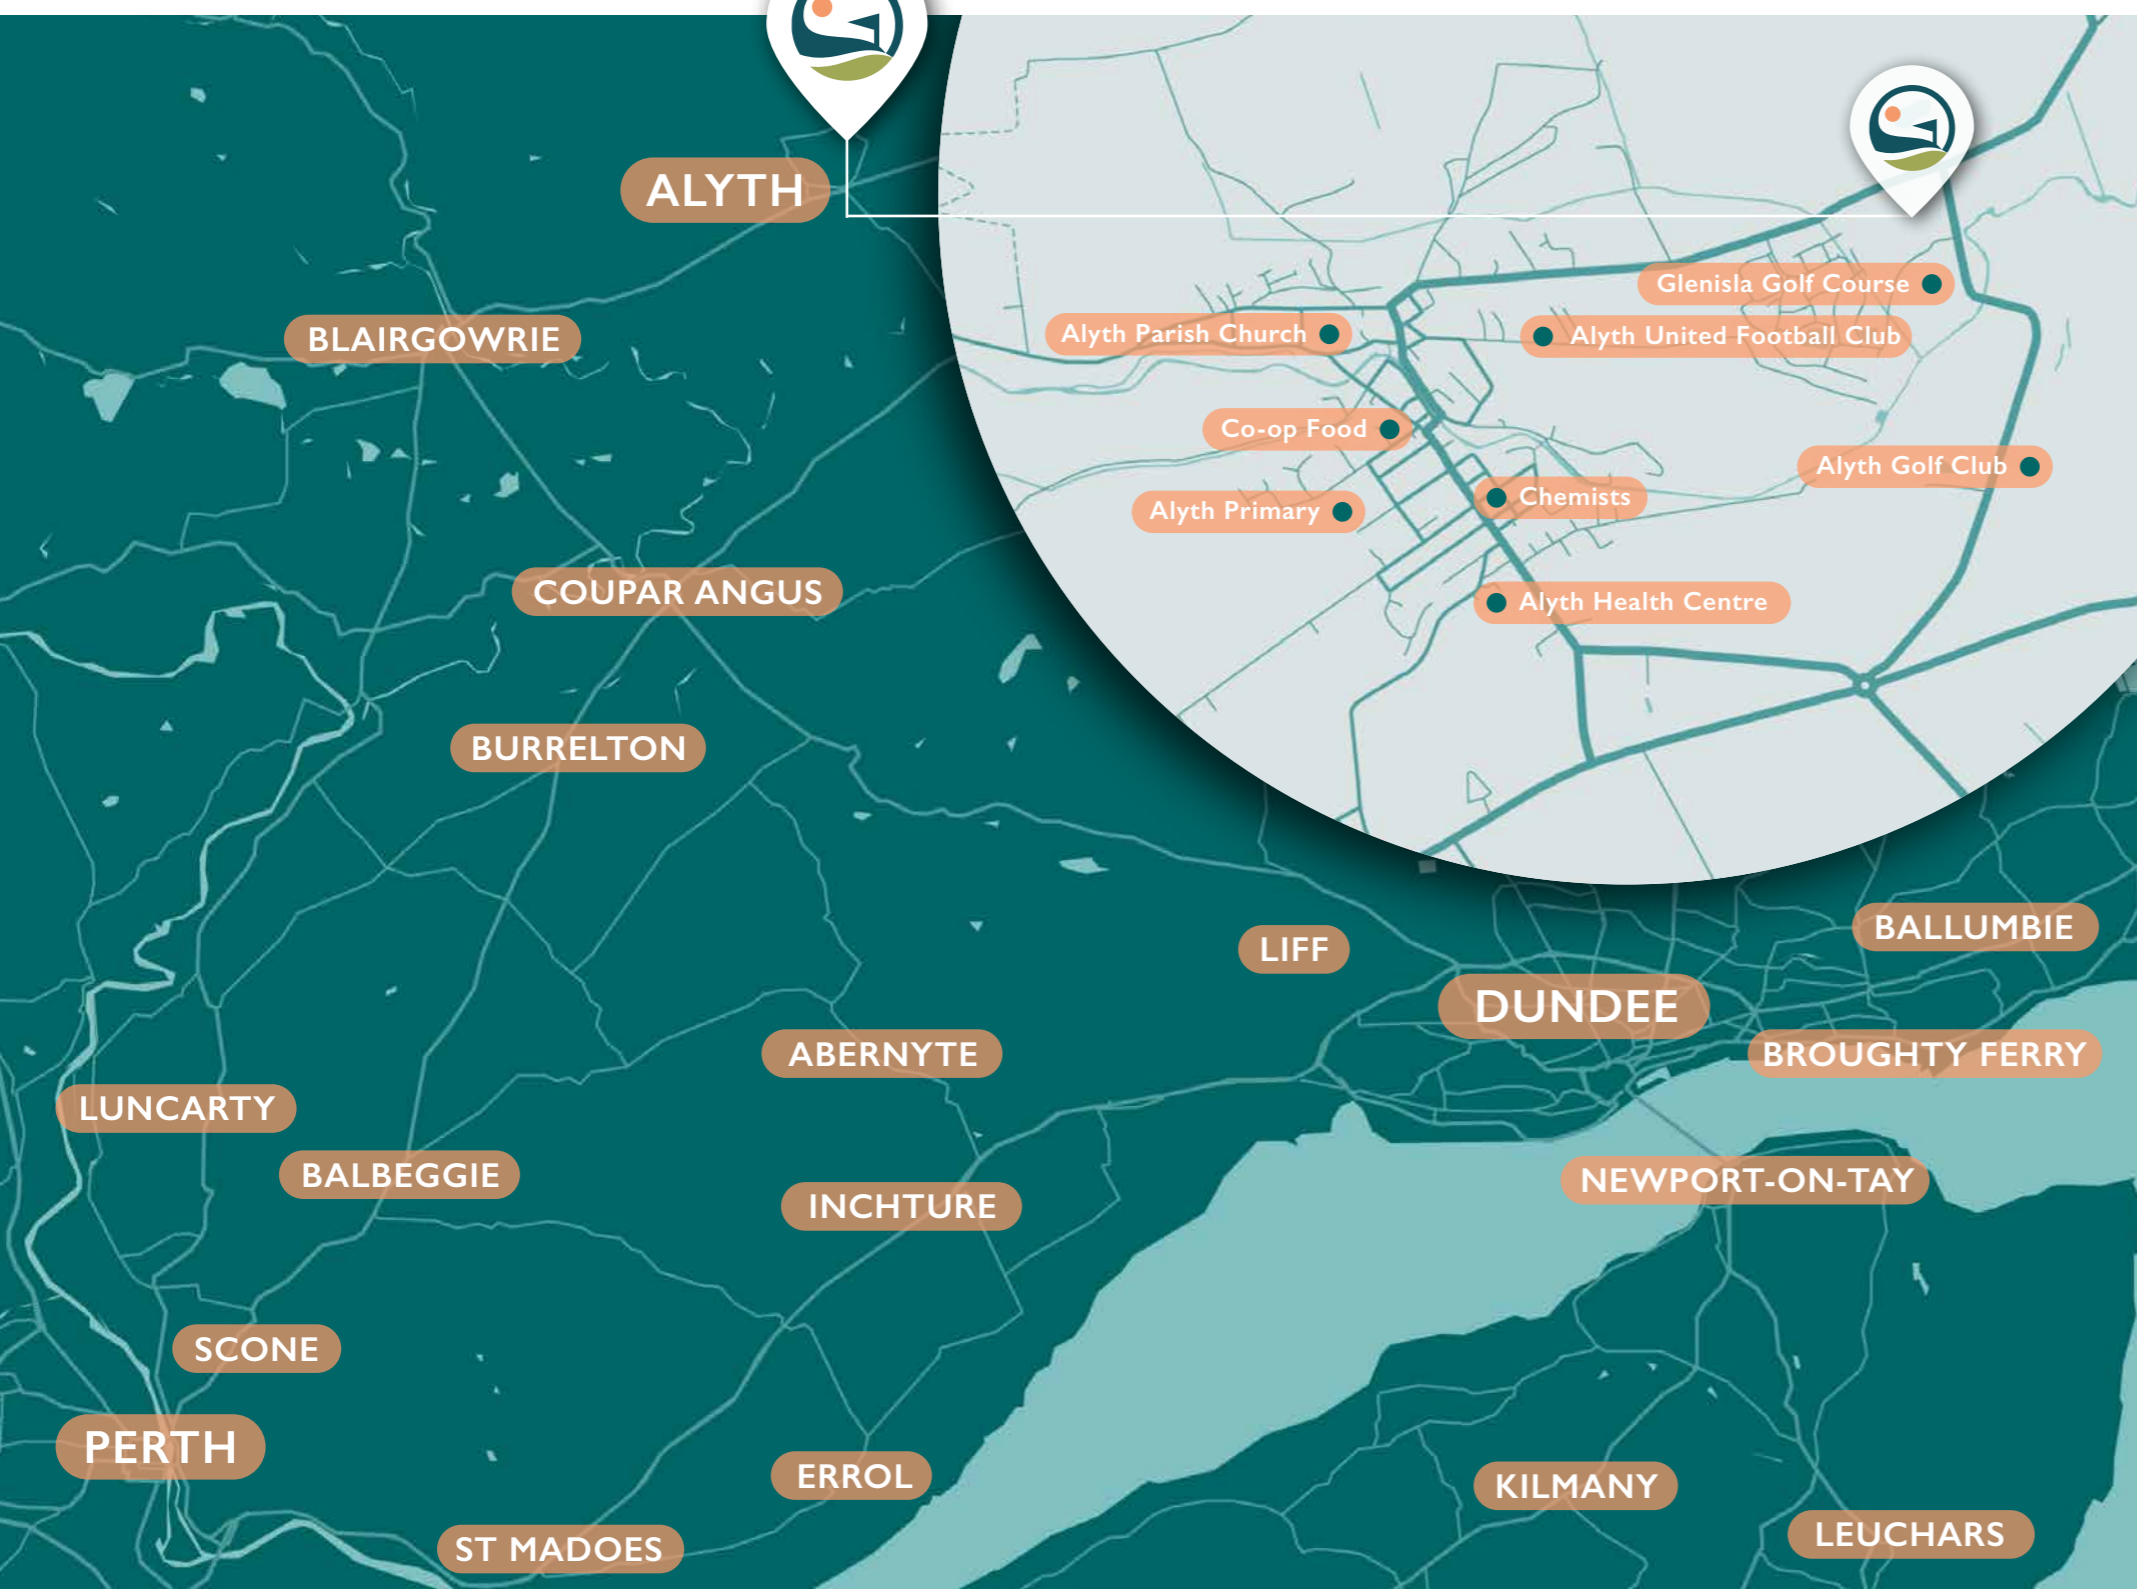 ALYTH
BLAIRGOWRIE
COUPAR ANGUS
BURRELTON
Glenisla Golf Course
Alyth Parish Church
Alyth United Football Club
Co-op Food
Alyth Golf Club
Alyth Primary
Chemists
Alyth Health Centre
LIFF
BALLUMBIE
DUNDEE
ABERNYTE
BROUGHTY FERRY
LUNCARTY
BALBEGGIE
INCHTURE
NEWPORT-ON-TAY
SCONE
PERTH
ERROL
KILMANY
ST MADOES
LEUCHARS